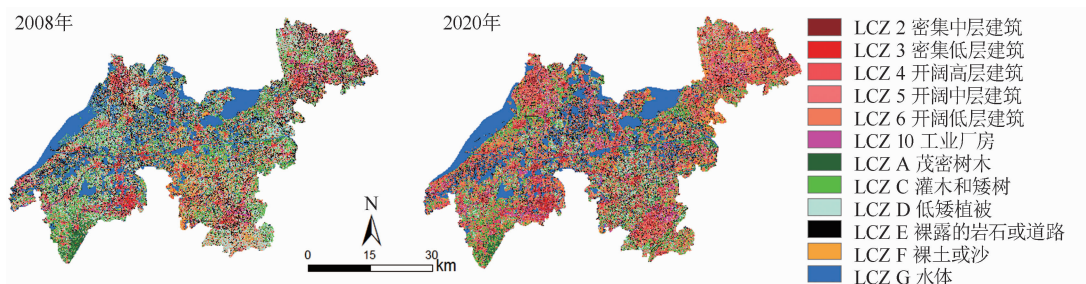 2008年
2020年
LCZ 2 密集中层建筑
LCZ 3 密集低层建筑
LCZ 4 开阔高层建筑
LCZ 5 开阔中层建筑
LCZ 6 开阔低层建筑
LCZ 10 工业厂房
LCZ A 茂密树木
LCZ C 灌木和矮树
LCZ D 低矮植被
LCZ E 裸露的岩石或道路
LCZ F 裸土或沙
LCZ G 水体
N
0 15 30 km